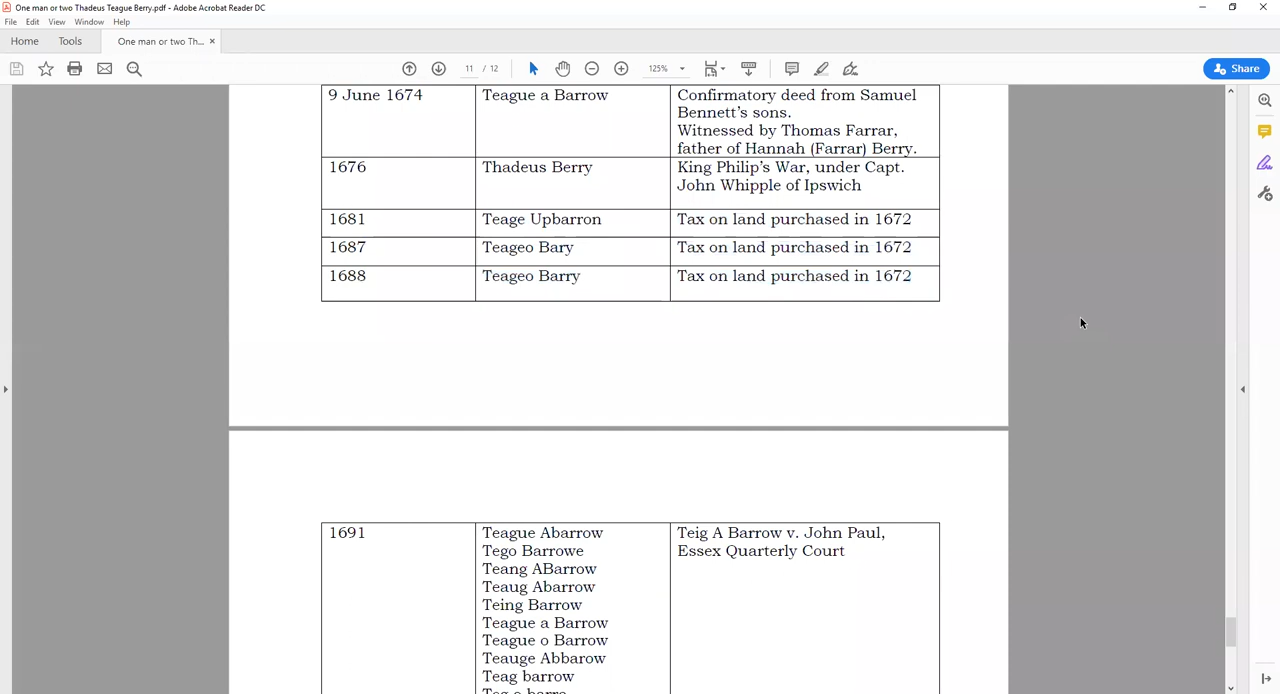 One man or two Thadeus Teague Berry.pdf - Adobe Acrobat Reader DC
File Edit View Window Help
Home Tools One man or two Th... ×
11 / 12 125% Share
9 June 1674 Teague a Barrow Confirmatory deed from Samuel
Bennett’s sons.
Witnessed by Thomas Farrar,
father of Hannah (Farrar) Berry.
1676 Thadeus Berry King Philip’s War, under Capt.
John Whipple of Ipswich
1681 Teage Upbarron Tax on land purchased in 1672
1687 Teageo Bary Tax on land purchased in 1672
1688 Teageo Barry Tax on land purchased in 1672
1691 Teague Abarrow Teig A Barrow v. John Paul,
Tego Barrowe Essex Quarterly Court
Teang ABarrow
Teaug Abarrow
Teing Barrow
Teague a Barrow
Teague o Barrow
Teauge Abbarow
Teag barrow